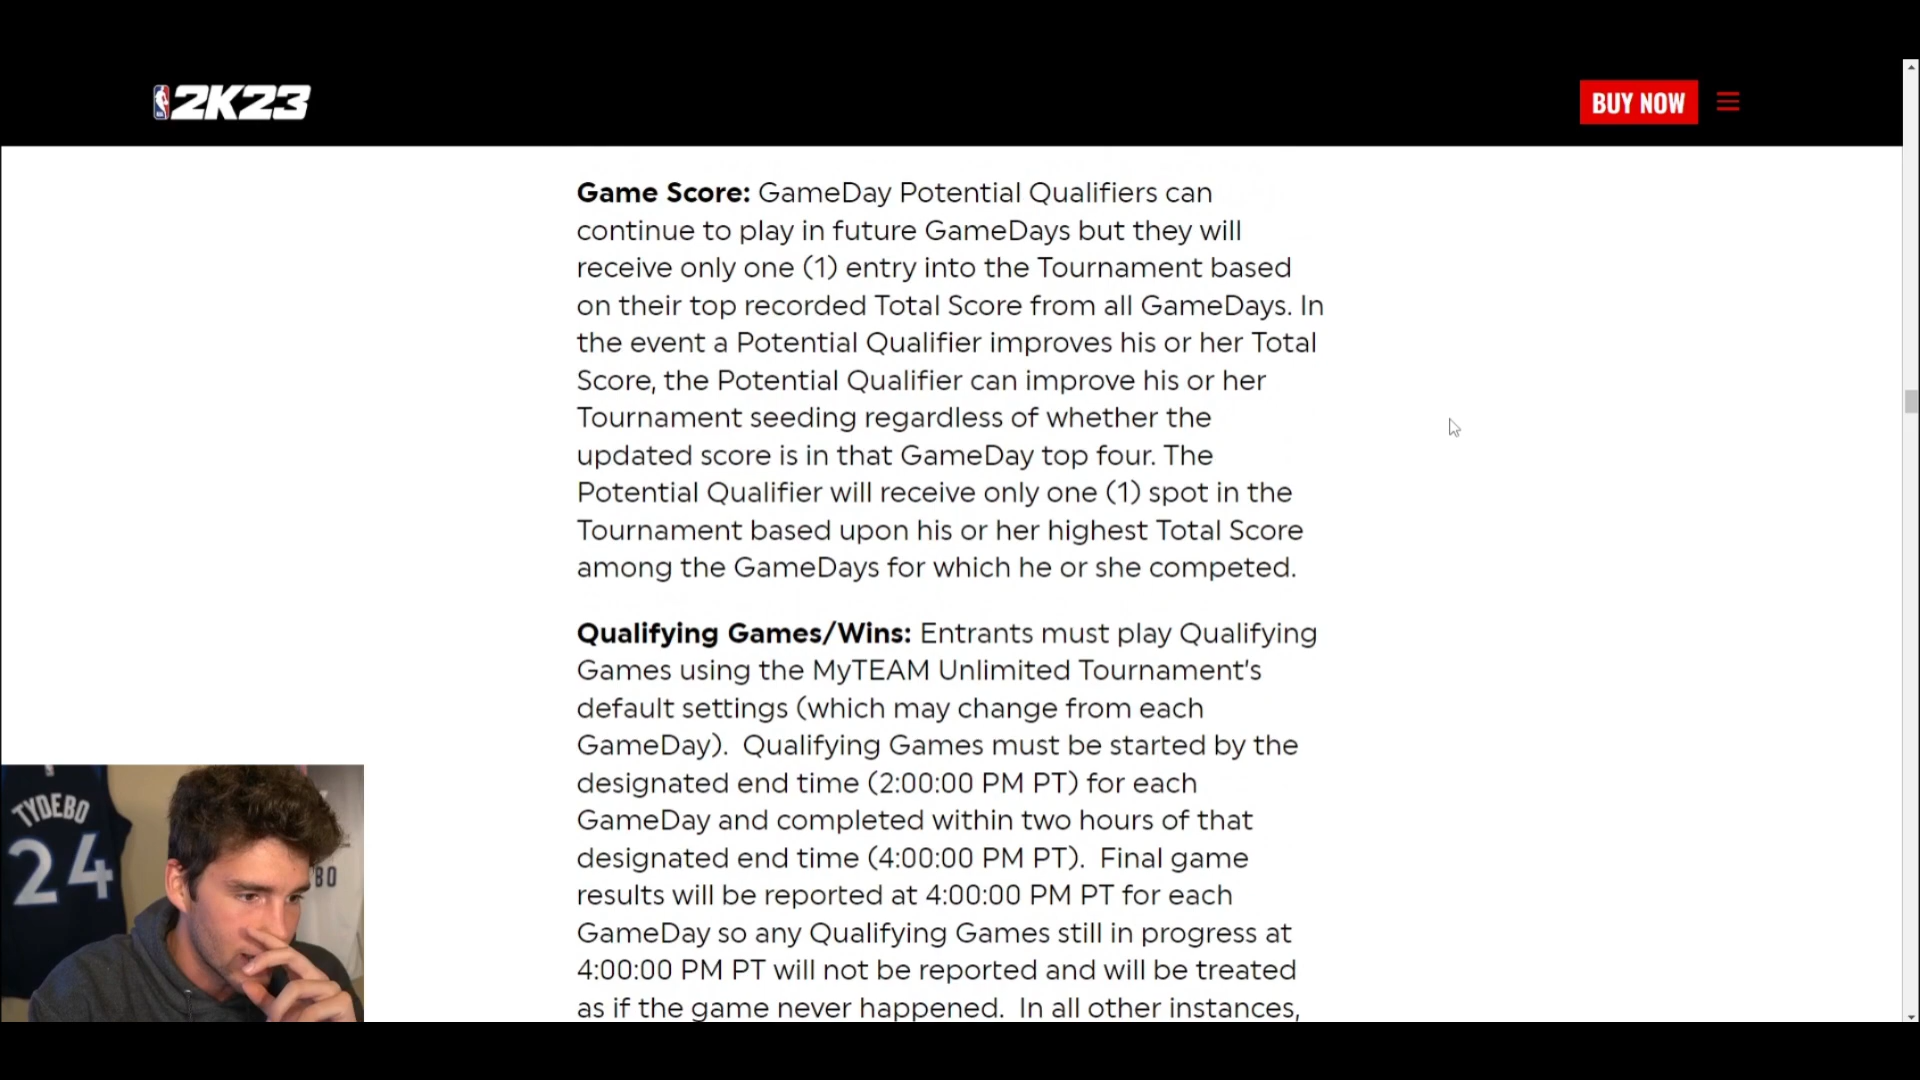 2K23
BUY NOW
Game Score: GameDay Potential Qualifiers can
continue to play in future GameDays but they will
receive only one (1) entry into the Tournament based
on their top recorded Total Score from all GameDays. In
the event a Potential Qualifier improves his or her Total
Score, the Potential Qualifier can improve his or her
Tournament seeding regardless of whether the
updated score is in that GameDay top four. The
Potential Qualifier will receive only one (1) spot in the
Tournament based upon his or her highest Total Score
among the GameDays for which he or she competed.
Qualifying Games/Wins: Entrants must play Qualifying
Games using the MyTEAM Unlimited Tournament's
default settings (which may change from each
GameDay).  Qualifying Games must be started by the
designated end time (2:00:00 PM PT) for each
GameDay and completed within two hours of that
designated end time (4:00:00 PM PT).  Final game
results will be reported at 4:00:00 PM PT for each
GameDay so any Qualifying Games still in progress at
4:00:00 PM PT will not be reported and will be treated
as if the game never happened.  In all other instances,
TYDEBO
24